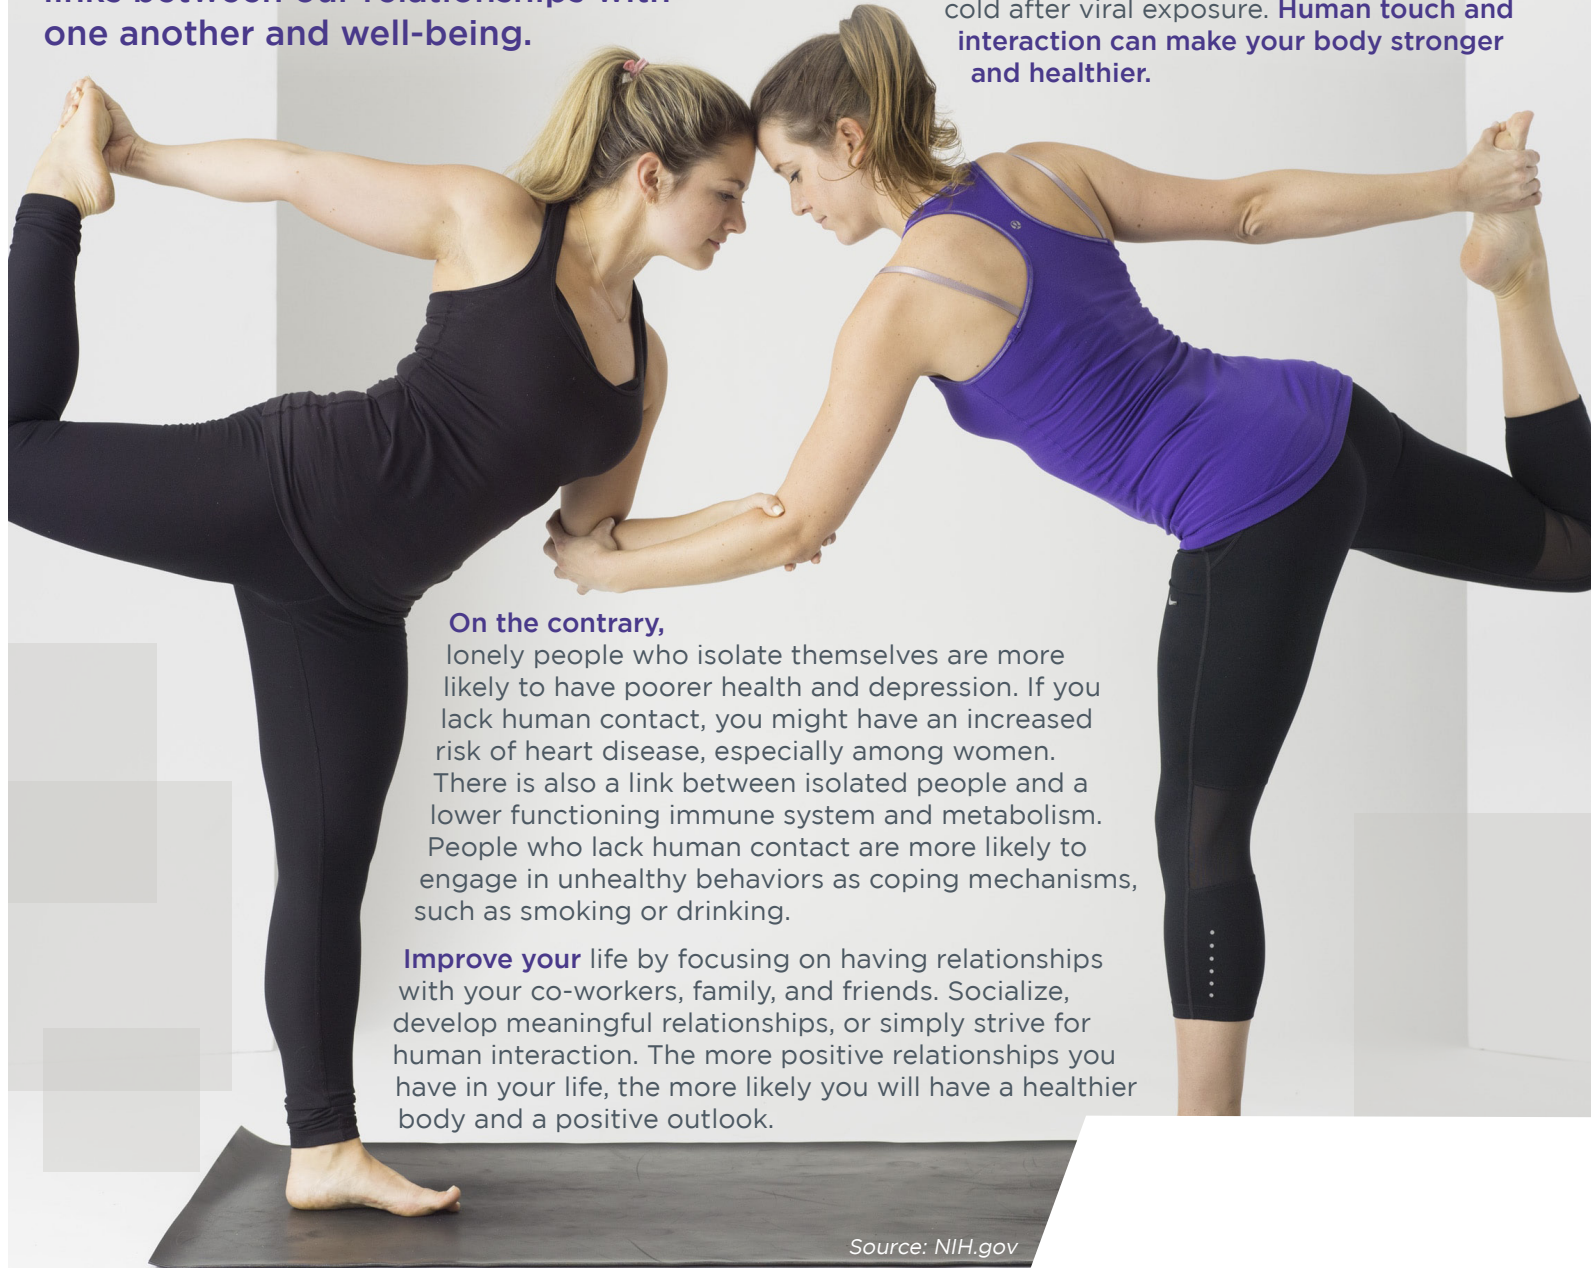 links between our relationships with
one another and well-being.
cold after viral exposure. Human touch and
interaction can make your body stronger
and healthier.
On the contrary,
lonely people who isolate themselves are more
likely to have poorer health and depression. If you
lack human contact, you might have an increased
risk of heart disease, especially among women.
There is also a link between isolated people and a
lower functioning immune system and metabolism.
People who lack human contact are more likely to
engage in unhealthy behaviors as coping mechanisms,
such as smoking or drinking.
Improve your life by focusing on having relationships
with your co-workers, family, and friends. Socialize,
develop meaningful relationships, or simply strive for
human interaction. The more positive relationships you
have in your life, the more likely you will have a healthier
body and a positive outlook.
Source: NIH.gov